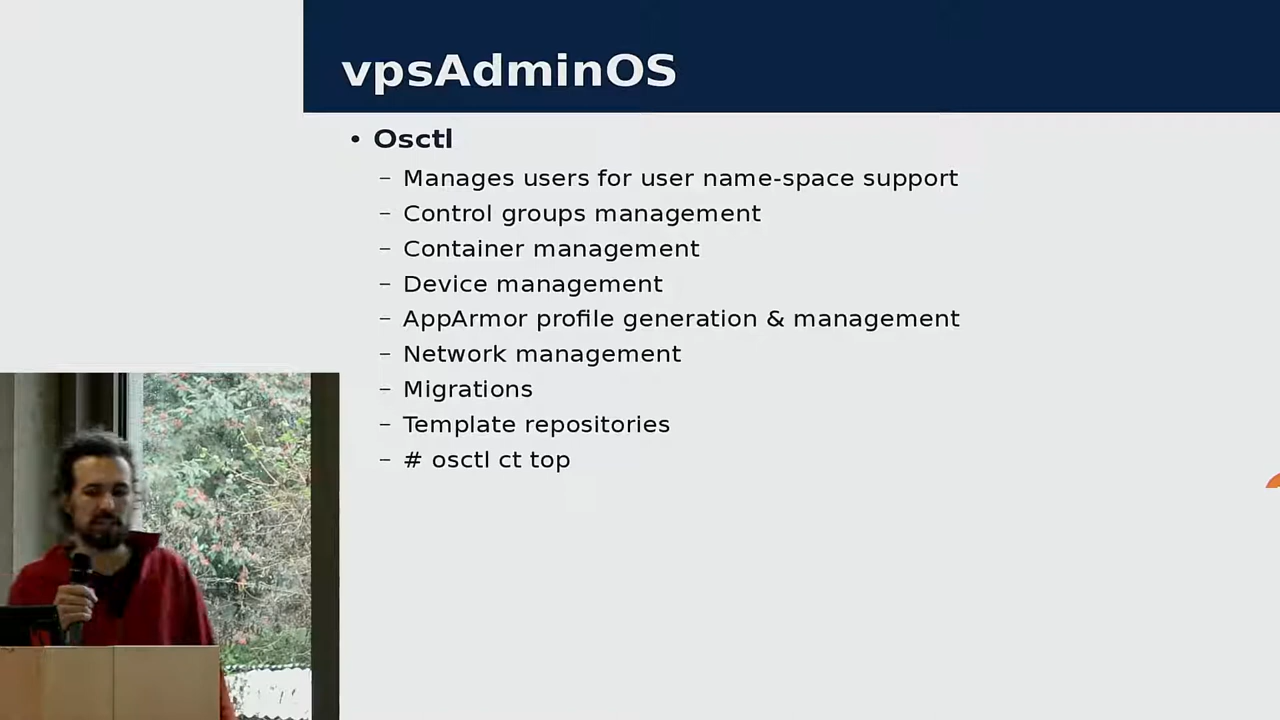 vpsAdminOS
• Osctl
– Manages users for user name-space support
– Control groups management
– Container management
– Device management
– AppArmor profile generation & management
– Network management
– Migrations
– Template repositories
– # osctl ct top